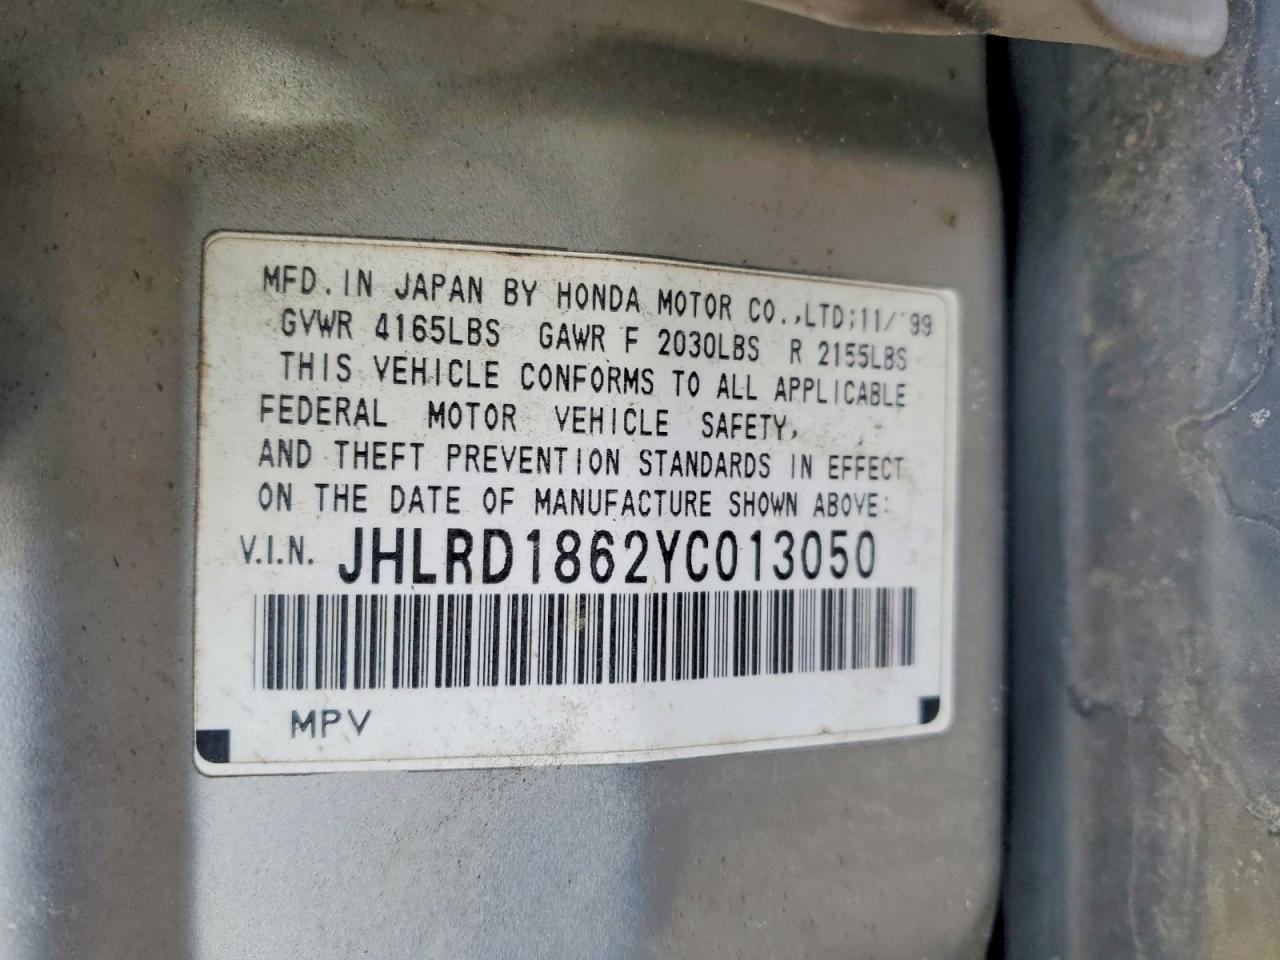 MFD. IN JAPAN BY HONDA MOTOR CO.,LTD;11/'99
GVWR 4165LBS GAWR F 2030LBS R 2155LBS
THIS VEHICLE CONFORMS TO ALL APPLICABLE
FEDERAL MOTOR VEHICLE SAFETY,
AND THEFT PREVENTION STANDARDS IN EFFECT
ON THE DATE OF MANUFACTURE SHOWN ABOVE:
V.I.N. JHLRD1862YC013050
MPV